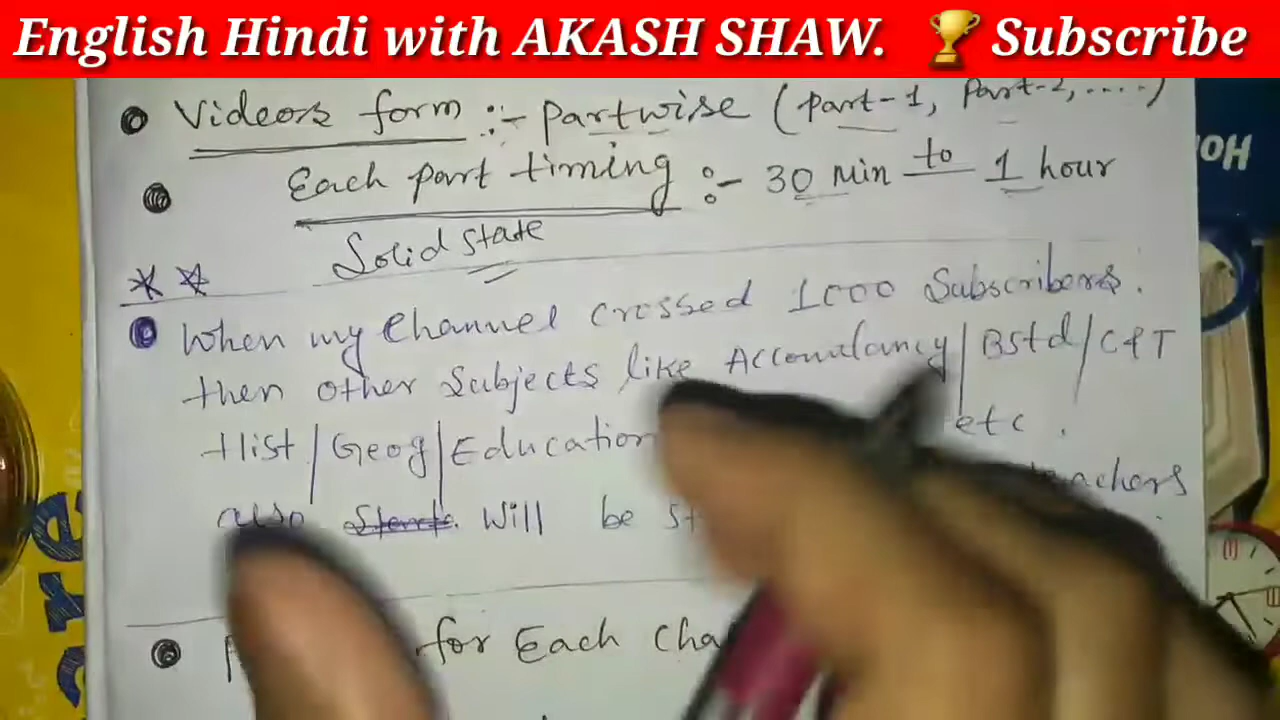 English Hindi with AKASH SHAW. 🏆 Subscribe
Videos form :- partwise (part-1, Part-2, ....)
Each part timing :- 30 Min to 1 hour
Solid State
When my Channel crossed 1000 Subscribers.
then other Subjects like Accountancy/BStd/C&T
Hist/Geog/Education etc.
also will be teachers
for Each